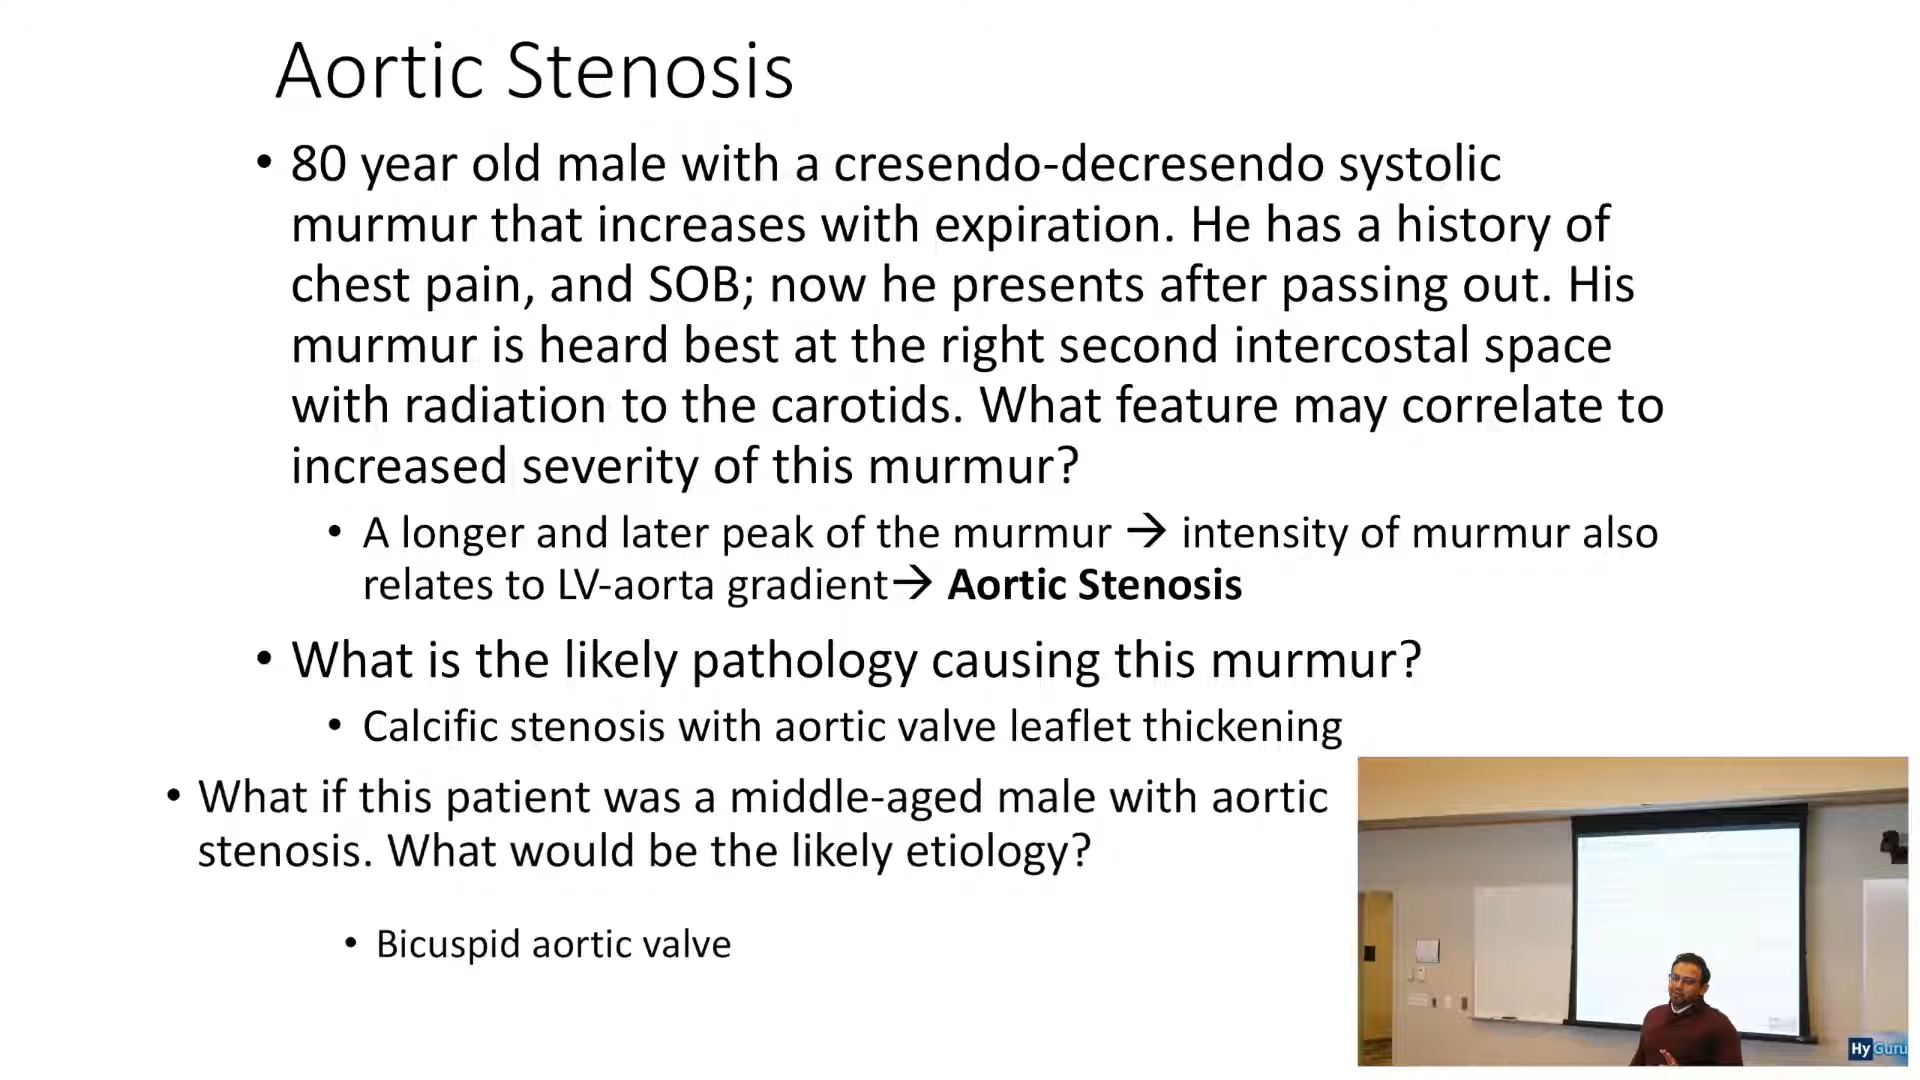 Aortic Stenosis
• 80 year old male with a cresendo-decresendo systolic
murmur that increases with expiration. He has a history of
chest pain, and SOB; now he presents after passing out. His
murmur is heard best at the right second intercostal space
with radiation to the carotids. What feature may correlate to
increased severity of this murmur?
• A longer and later peak of the murmur → intensity of murmur also
relates to LV-aorta gradient→ Aortic Stenosis
• What is the likely pathology causing this murmur?
• Calcific stenosis with aortic valve leaflet thickening
• What if this patient was a middle-aged male with aortic
stenosis. What would be the likely etiology?
• Bicuspid aortic valve
HyGuru